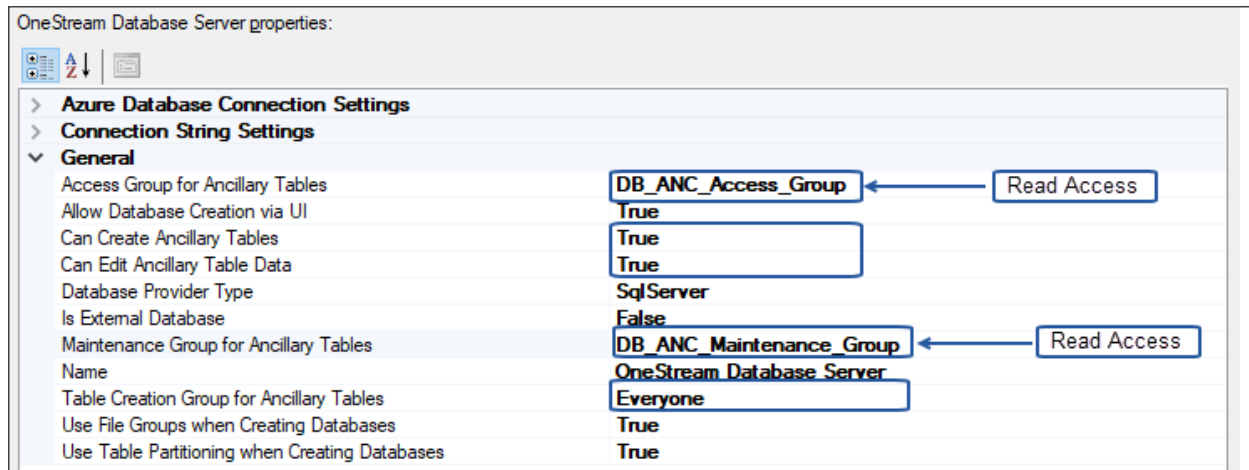 OneStream Database Server properties:
A Z
Azure Database Connection Settings
Connection String Settings
General
Access Group for Ancillary Tables DB_ANC_Access_Group Read Access
Allow Database Creation via UI True
Can Create Ancillary Tables True
Can Edit Ancillary Table Data True
Database Provider Type SqlServer
Is External Database False
Maintenance Group for Ancillary Tables DB_ANC_Maintenance_Group Read Access
Name OneStream Database Server
Table Creation Group for Ancillary Tables Everyone
Use File Groups when Creating Databases True
Use Table Partitioning when Creating Databases True